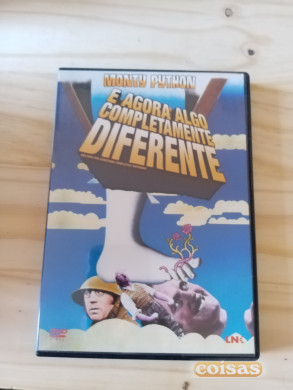 MONTY PYTHON
E AGORA ALGO
COMPLETAMENTE
DIFERENTE
LNK
coisas